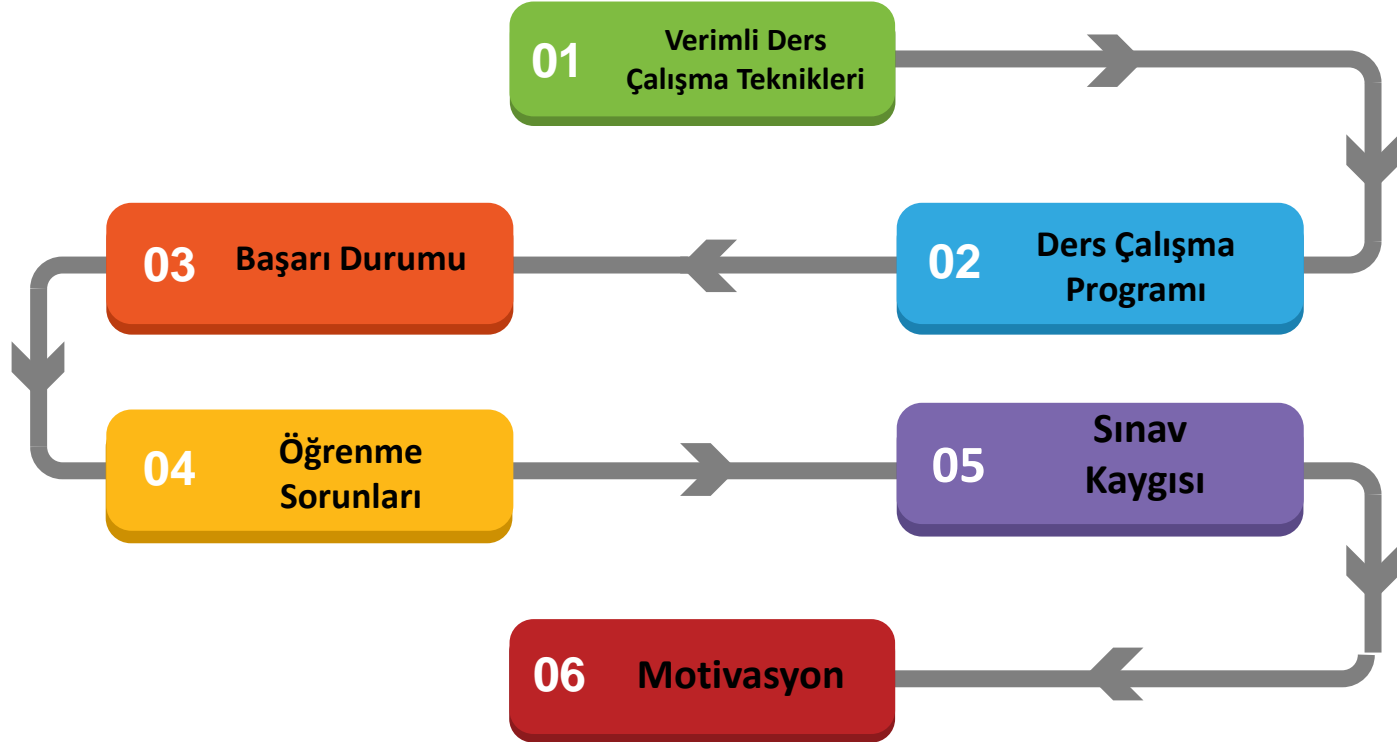 01
Verimli Ders
Çalışma Teknikleri
02
Ders Çalışma
Programı
03
Başarı Durumu
04
Öğrenme
Sorunları
05
Sınav
Kaygısı
06
Motivasyon